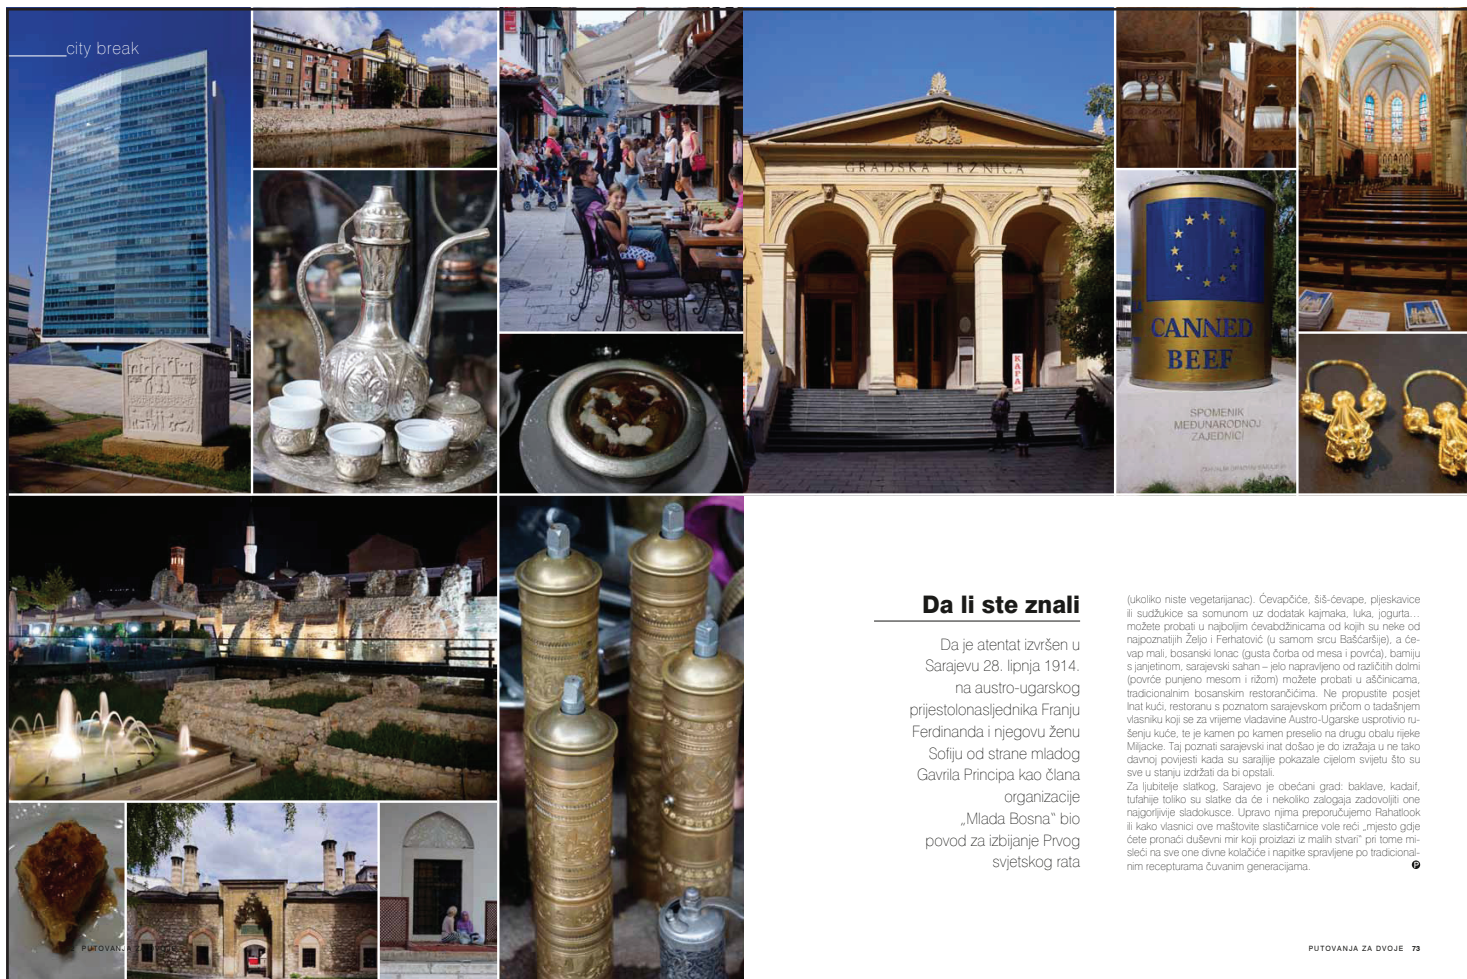 city break
GRADSKA TRŽNICA
KAPA
CANNED
BEEF
SPOMENIK
MEĐUNARODNOJ
ZAJEDNICI
Da li ste znali
Da je atentat izvršen u
Sarajevu 28. lipnja 1914.
na austro-ugarskog
prijestolonasljednika Franju
Ferdinanda i njegovu ženu
Sofiju od strane mladog
Gavrila Principa kao člana
organizacije
„Mlada Bosna“ bio
povod za izbijanje Prvog
svjetskog rata
(ukoliko niste vegetarijanac). Ćevapčiće, šiš-ćevape, pljeskavice
ili sudžukice sa somunom uz dodatak kajmaka, luka, jogurta…
možete probati u najboljim ćevabdžinicama od kojih su neke od
najpoznatijih Željo i Ferhatović (u samom srcu Bašćaršije), a će-
vap mali, bosanski lonac (gusta čorba od mesa i povrća), bamiju
s janjetinom, sarajevski sahan – jelo napravljeno od različitih dolmi
(povrće punjeno mesom i rižom) možete probati u aščinicama,
tradicionalnim bosanskim restorančićima. Ne propustite posjet
Inat kući, restoranu s poznatom sarajevskom pričom o tadašnjem
vlasniku koji se za vrijeme vladavine Austro-Ugarske usprotivio ru-
šenju kuće, te je kamen po kamen preselio na drugu obalu rijeke
Miljacke. Taj poznati sarajevski inat došao je do izražaja u ne tako
davnoj povijesti kada su sarajlije pokazale cijelom svijetu što su
sve u stanju izdržati da bi opstali.
Za ljubitelje slatkog, Sarajevo je obećani grad: baklave, kadaif,
tufahije toliko su slatke da će i nekoliko zalogaja zadovoljiti one
najgorljivije sladokusce. Upravo njima preporučujemo Rahatlook
ili kako vlasnici ove maštovite slastičarnice vole reći „mjesto gdje
ćete pronaći duševni mir koji proizlazi iz malih stvari“ pri tome mi-
sleći na sve one divne kolačiće i napitke spravljene po tradicional-
nim recepturama čuvanim generacijama.
PUTOVANJA ZA DVOJE
PUTOVANJA ZA DVOJE 73